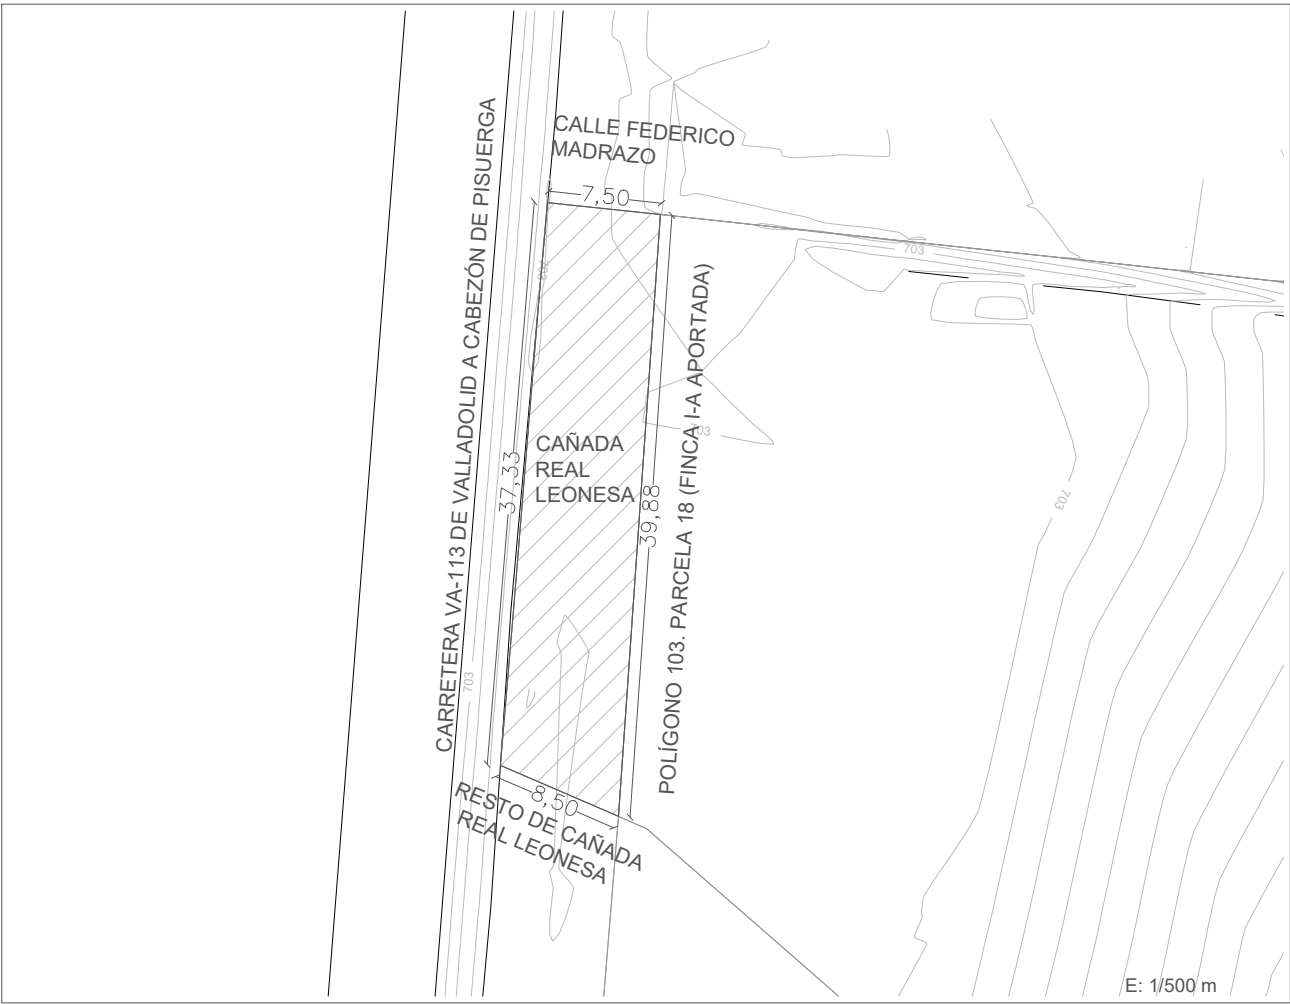 CALLE FEDERICO
MADRAZO
7,50
CARRETERA VA-113 DE VALLADOLID A CABEZÓN DE PISUERGA
703
703
CAÑADA
REAL
LEONESA
37,33
39,88
POLÍGONO 103. PARCELA 18 (FINCA I-A APORTADA)
703
703
703
8,50
RESTO DE CAÑADA
REAL LEONESA
E: 1/500 m